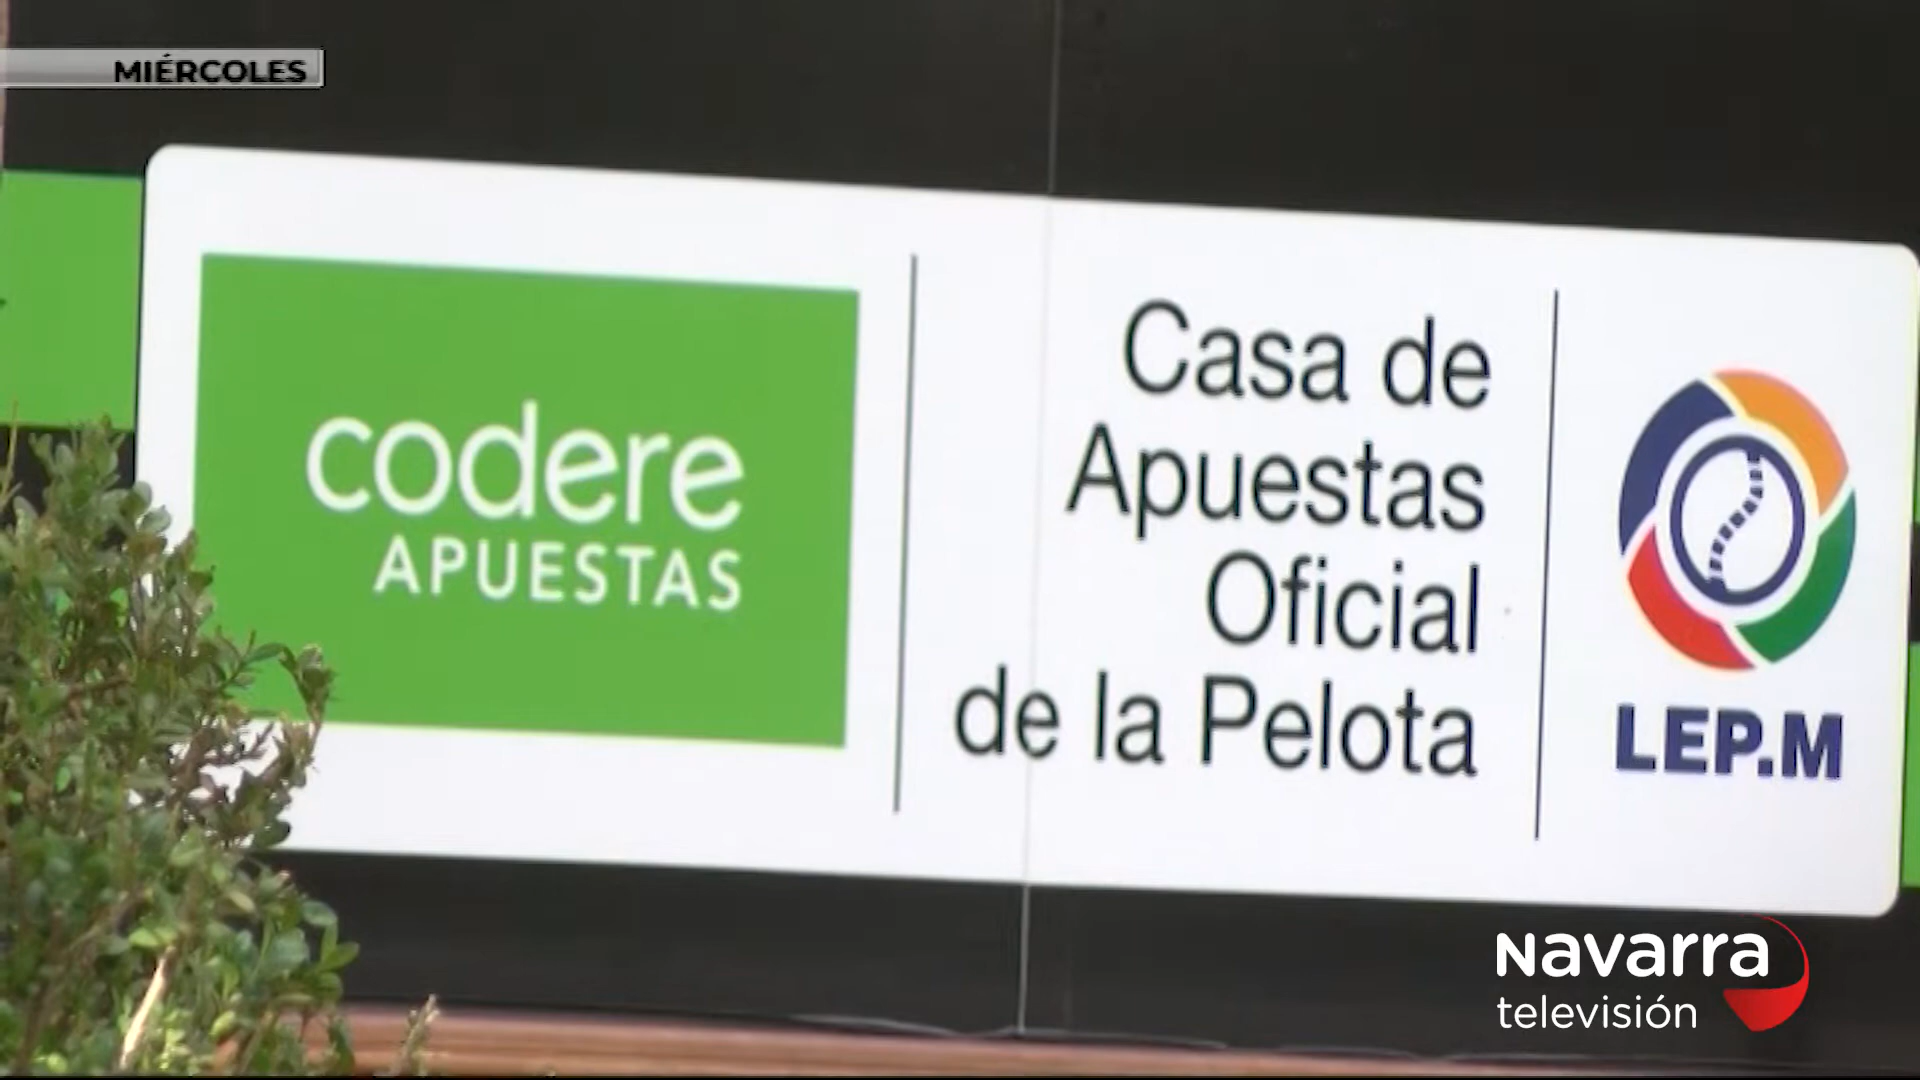 MIÉRCOLES
codere
APUESTAS
Casa de
Apuestas
Oficial
de la Pelota
LEP.M
Navarra
televisión